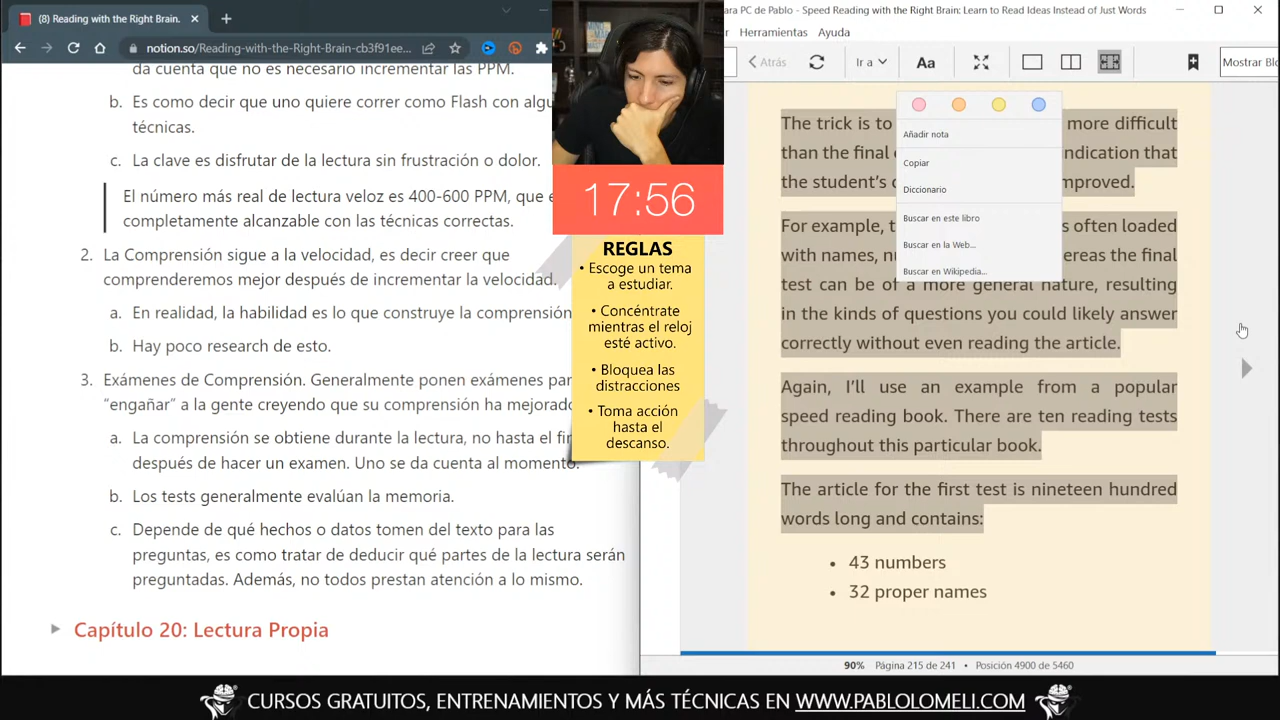 (8) Reading with the Right Brain.
notion.so/Reading-with-the-Right-Brain-cb3f91ee...
da cuenta que no es necesario incrementar las PPM.
b. Es como decir que uno quiere correr como Flash con
técnicas.
c. La clave es disfrutar de la lectura sin frustración o dolor.
El número más real de lectura veloz es 400-600 PPM, que
completamente alcanzable con las técnicas correctas.
2. La Comprensión sigue a la velocidad, es decir creer que
comprenderemos mejor después de incrementar la velocidad.
a. En realidad, la habilidad es lo que construye la comprensión
b. Hay poco research de esto.
3. Exámenes de Comprensión. Generalmente ponen exámenes
“engañar” a la gente creyendo que su comprensión ha
a. La comprensión se obtiene durante la lectura, no hasta el
después de hacer un examen. Uno se da cuenta al momento.
b. Los tests generalmente evalúan la memoria.
c. Depende de qué hechos o datos tomen del texto para las
preguntas, es como tratar de deducir qué partes de la lectura serán
preguntadas. Además, no todos prestan atención a lo mismo.
Capítulo 20: Lectura Propia
17:56
REGLAS
• Escoge un tema
a estudiar.
• Concéntrate
mientras el reloj
esté activo.
• Bloquea las
distracciones
• Toma acción
hasta el
descanso.
PC de Pablo - Speed Reading with the Right Brain: Learn to Read Ideas Instead of Just Words
Herramientas Ayuda
Atrás Ir a Aa Mostrar
The trick is to more difficult
than the final indication that
the student's
Añadir nota
Copiar
Diccionario
Buscar en este libro
Buscar en la Web...
Buscar en Wikipedia...
For example, often loaded
with names, the final
test can be of a more general nature, resulting
in the kinds of questions you could likely answer
correctly without even reading the article.
Again, I'll use an example from a popular
speed reading book. There are ten reading tests
throughout this particular book.
The article for the first test is nineteen hundred
words long and contains:
• 43 numbers
• 32 proper names
90% Página 215 de 241 • Posición 4900 de 5460
CURSOS GRATUITOS, ENTRENAMIENTOS Y MÁS TÉCNICAS EN WWW.PABLOLOMELI.COM